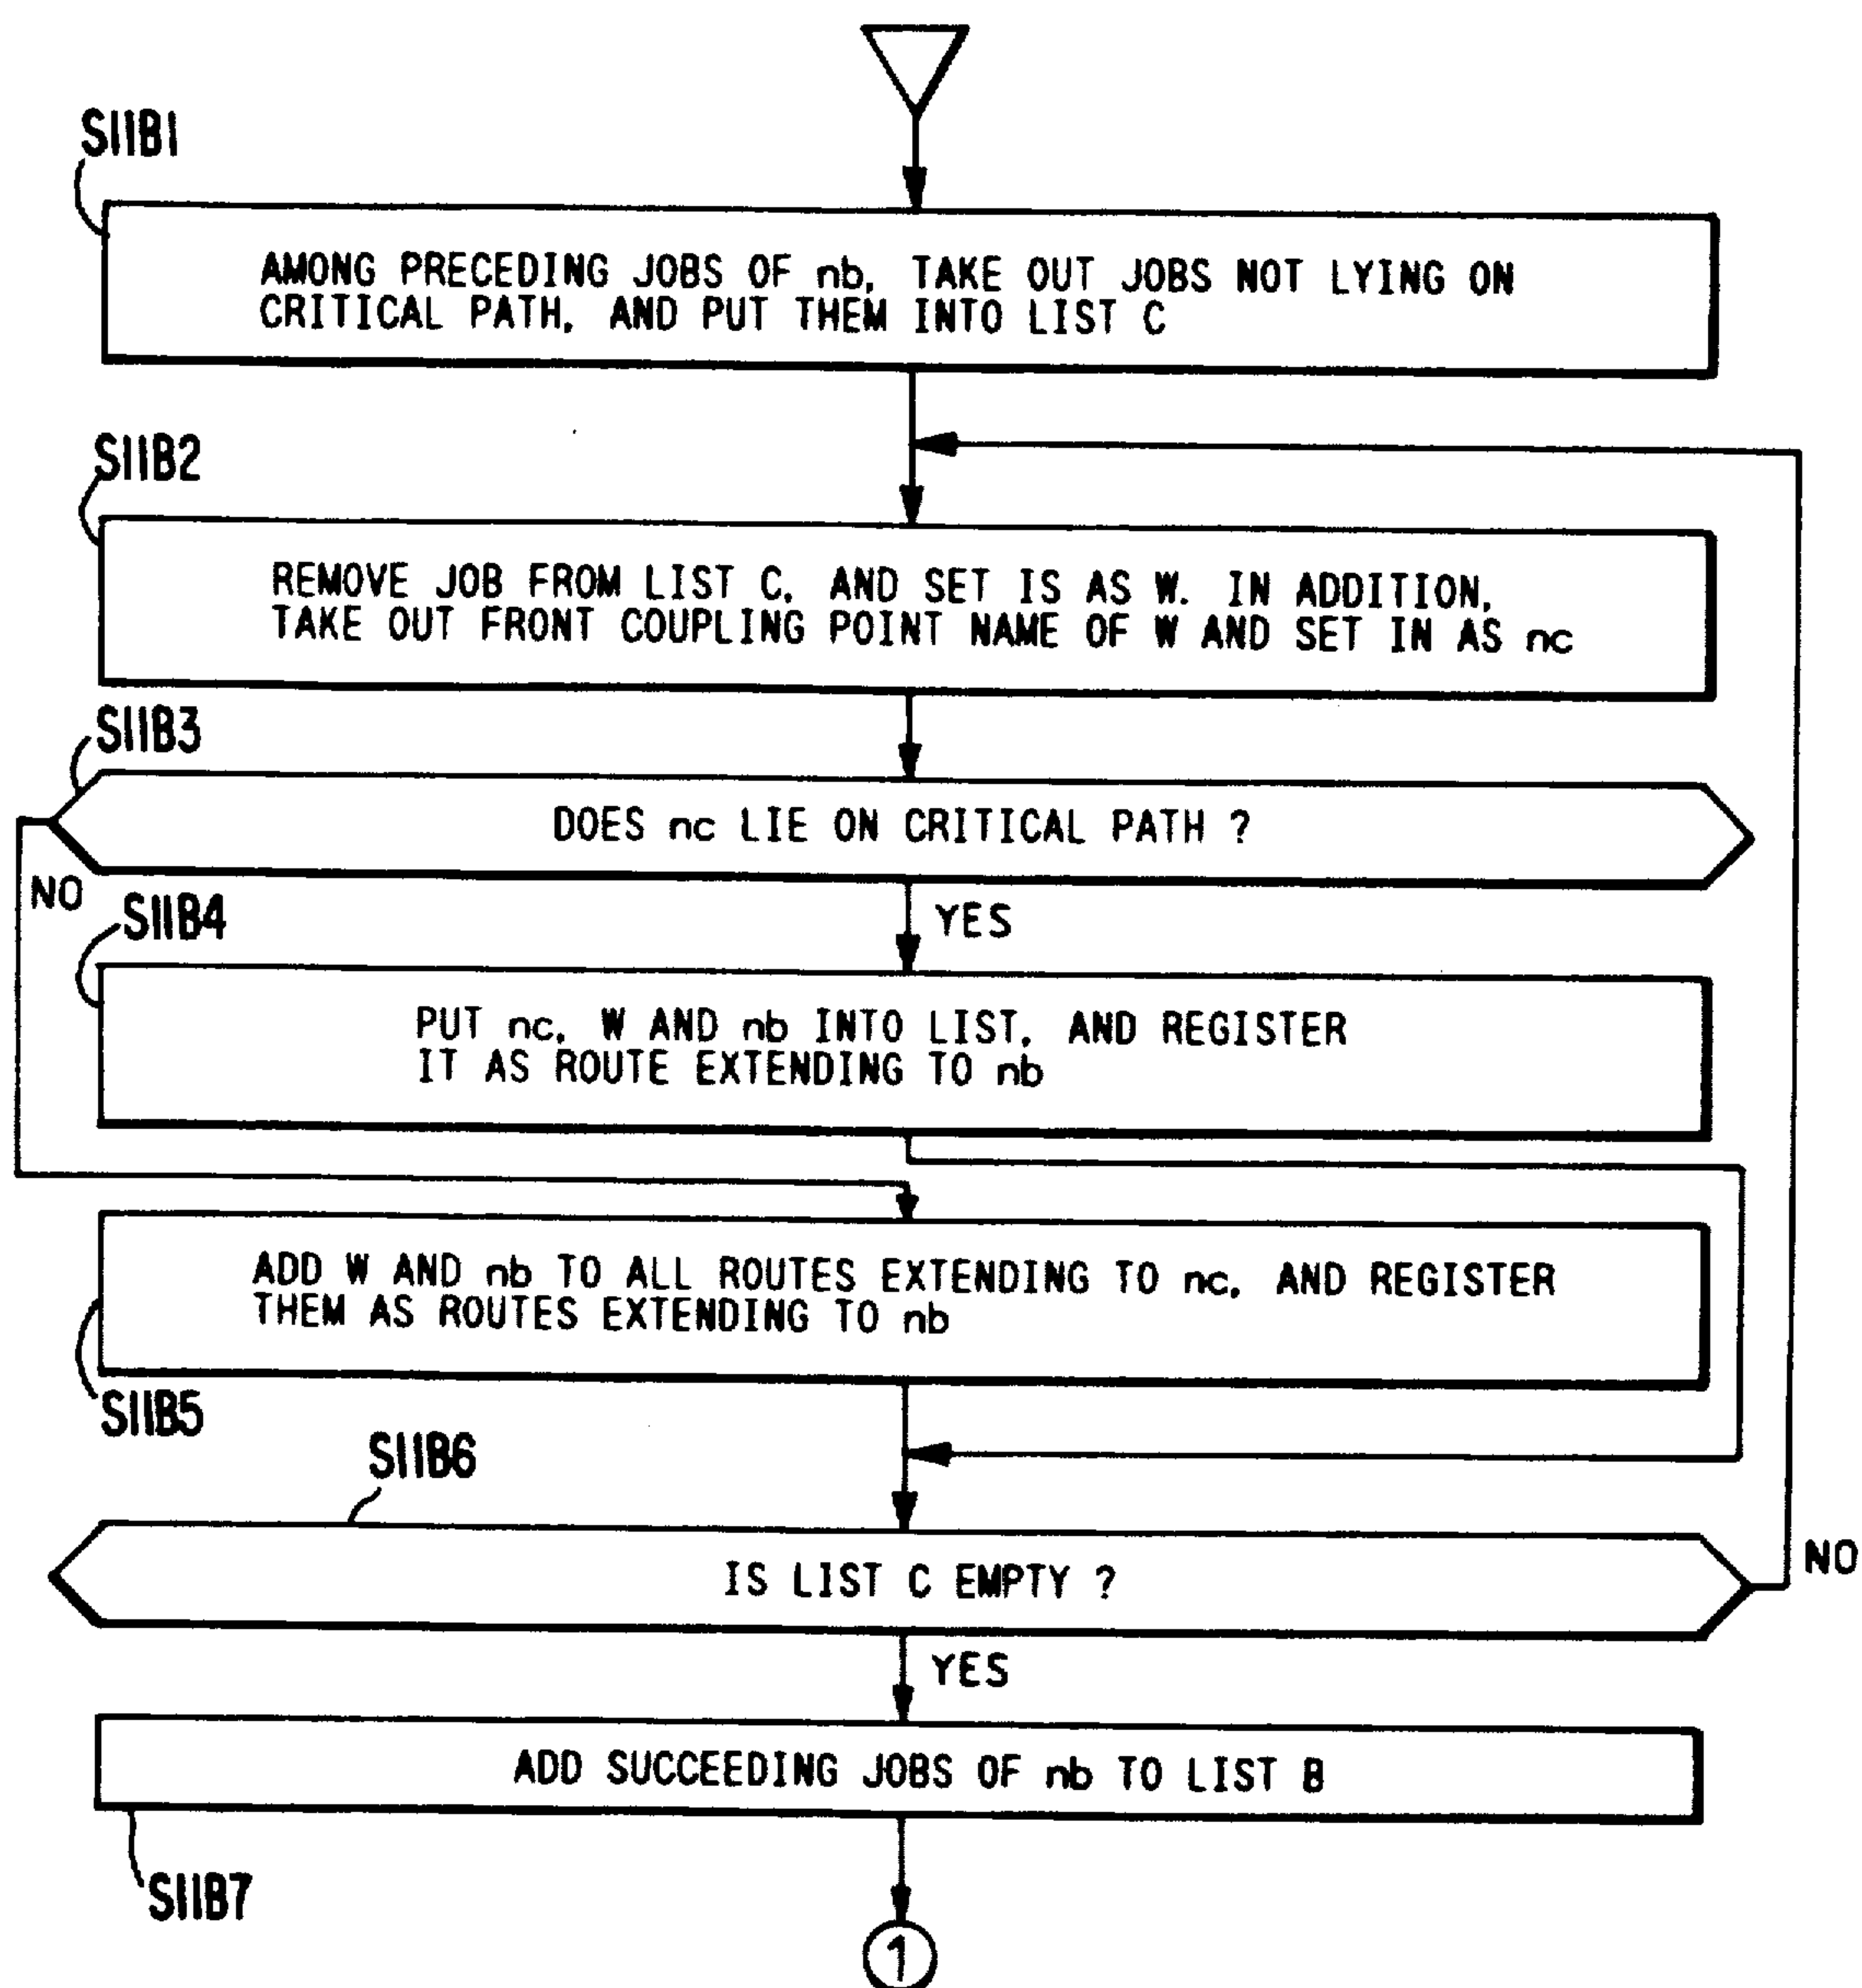 S11B1
AMONG PRECEDING JOBS OF nb, TAKE OUT JOBS NOT LYING ON
CRITICAL PATH, AND PUT THEM INTO LIST C
S11B2
REMOVE JOB FROM LIST C, AND SET IS AS W. IN ADDITION,
TAKE OUT FRONT COUPLING POINT NAME OF W AND SET IN AS nc
S11B3
DOES nc LIE ON CRITICAL PATH ?
NO
YES
S11B4
PUT nc, W AND nb INTO LIST, AND REGISTER
IT AS ROUTE EXTENDING TO nb
ADD W AND nb TO ALL ROUTES EXTENDING TO nc, AND REGISTER
THEM AS ROUTES EXTENDING TO nb
S11B5
S11B6
IS LIST C EMPTY ?
NO
YES
ADD SUCCEEDING JOBS OF nb TO LIST B
S11B7
1